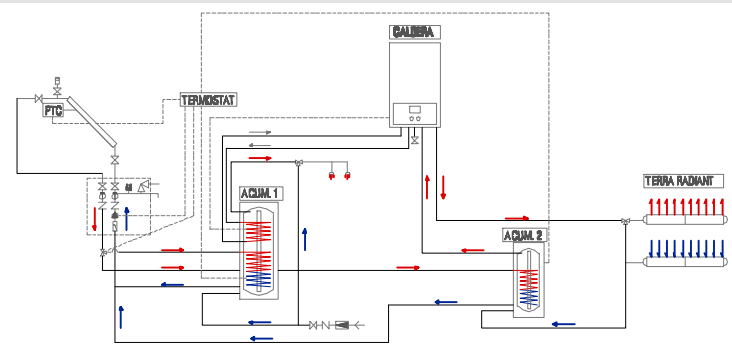 CALDERA
PTC
TERMOSTAT
TERRA RADIANT
ACUM. 1
ACUM. 2